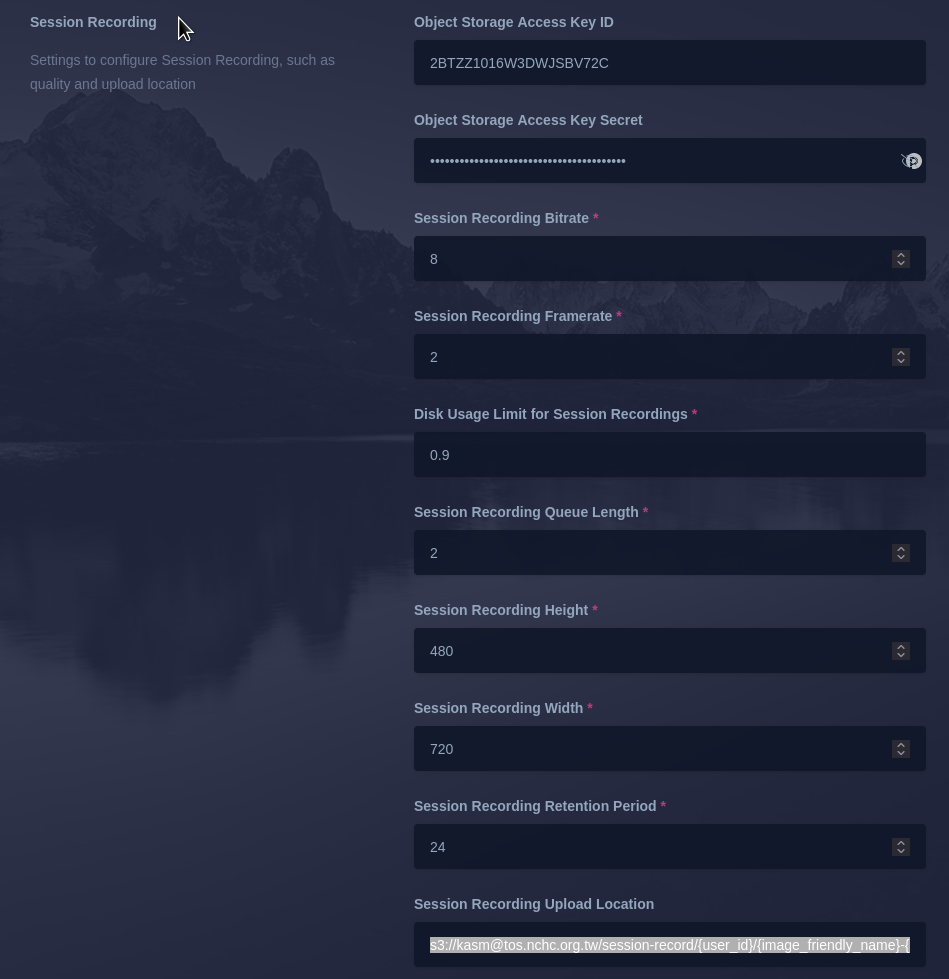 Session Recording
Settings to configure Session Recording, such as
quality and upload location
Object Storage Access Key ID
2BTZZ1016W3DWJSBV72C
Object Storage Access Key Secret
••••••••••••••••••••••••••••••••••••••••
Session Recording Bitrate *
8
Session Recording Framerate *
2
Disk Usage Limit for Session Recordings *
0.9
Session Recording Queue Length *
2
Session Recording Height *
480
Session Recording Width *
720
Session Recording Retention Period *
24
Session Recording Upload Location
s3://kasm@tos.nchc.org.tw/session-record/{user_id}/{image_friendly_name}-{